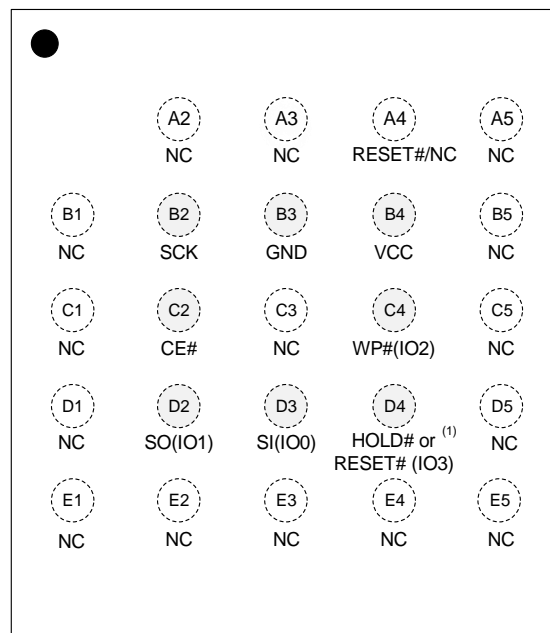 A2 A3 A4 A5
NC NC RESET#/NC NC
B1 B2 B3 B4 B5
NC SCK GND VCC NC
C1 C2 C3 C4 C5
NC CE# NC WP#(IO2) NC
D1 D2 D3 D4 D5
NC SO(IO1) SI(IO0) HOLD# or (1) NC
RESET# (IO3)
E1 E2 E3 E4 E5
NC NC NC NC NC